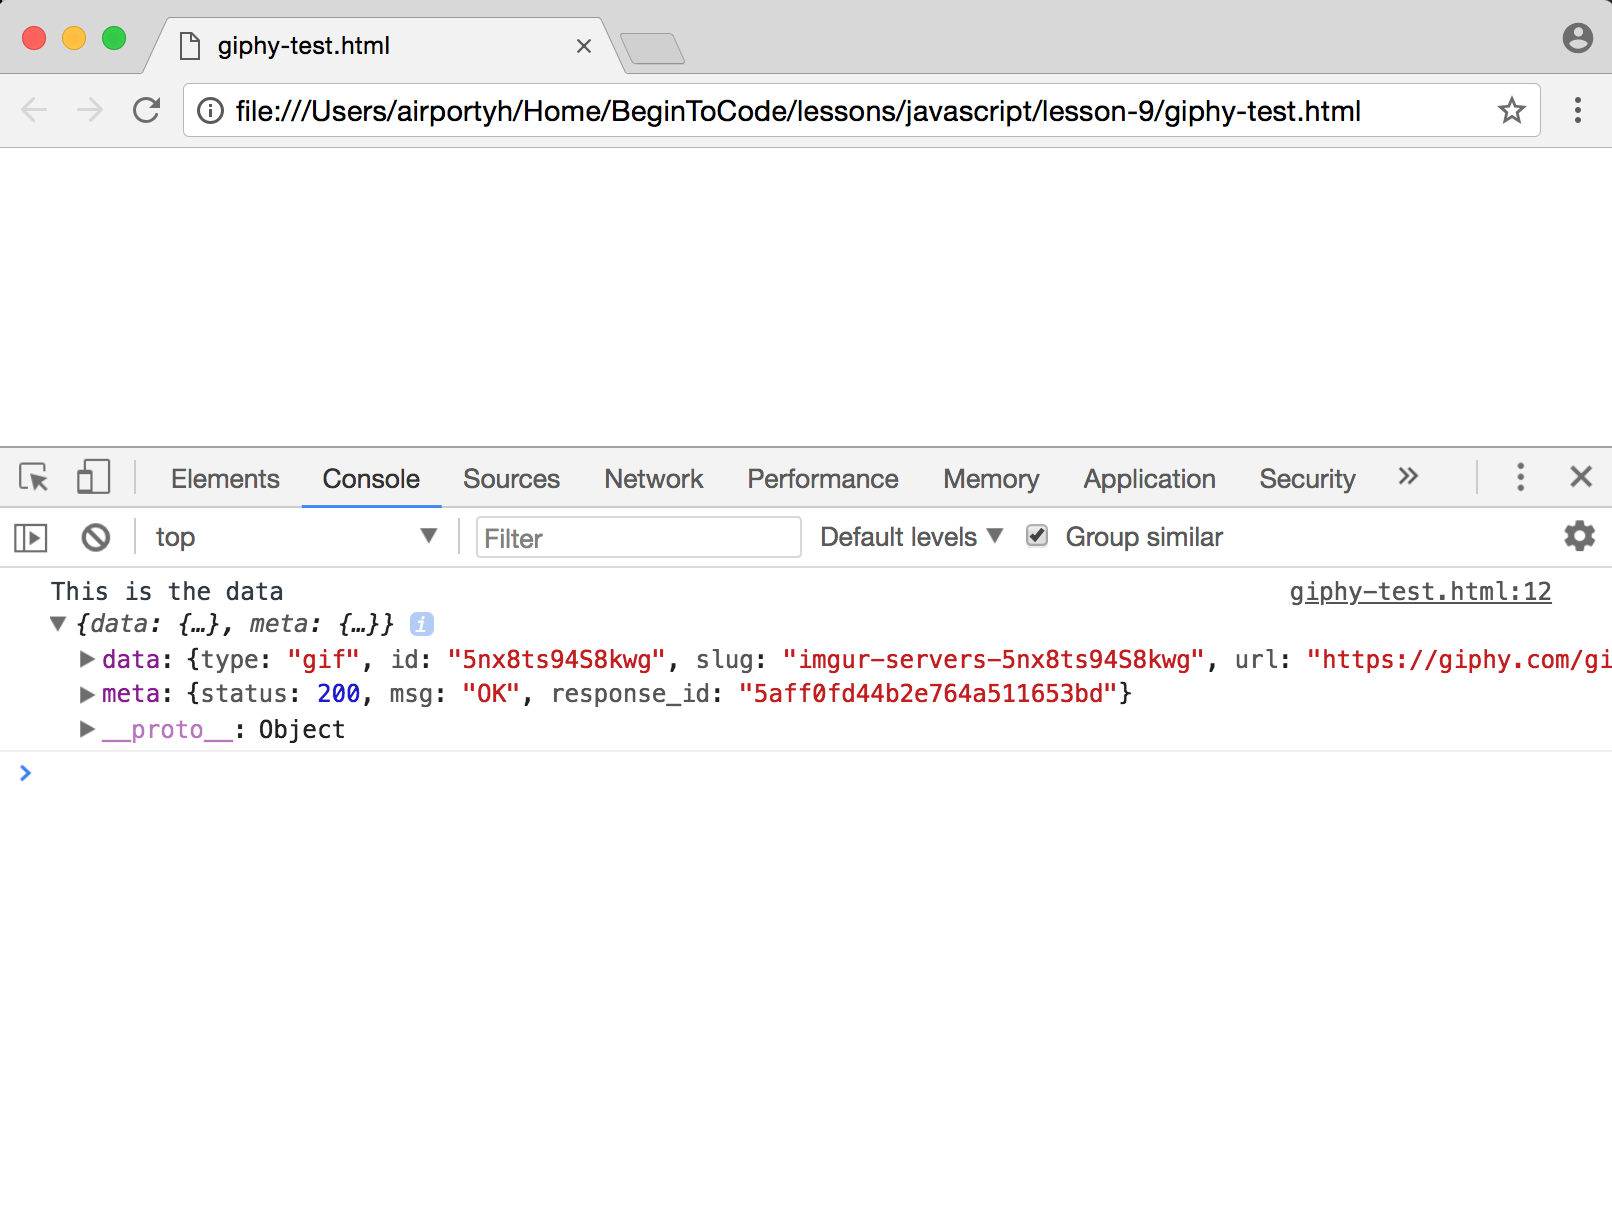 giphy-test.html
file:///Users/airportyh/Home/BeginToCode/lessons/javascript/lesson-9/giphy-test.html
Elements Console Sources Network Performance Memory Application Security
top Filter Default levels Group similar
This is the data giphy-test.html:12
{data: {…}, meta: {…}} i
data: {type: "gif", id: "5nx8ts94S8kwg", slug: "imgur-servers-5nx8ts94S8kwg", url: "https://giphy.com/gi
meta: {status: 200, msg: "OK", response_id: "5aff0fd44b2e764a511653bd"}
__proto__: Object